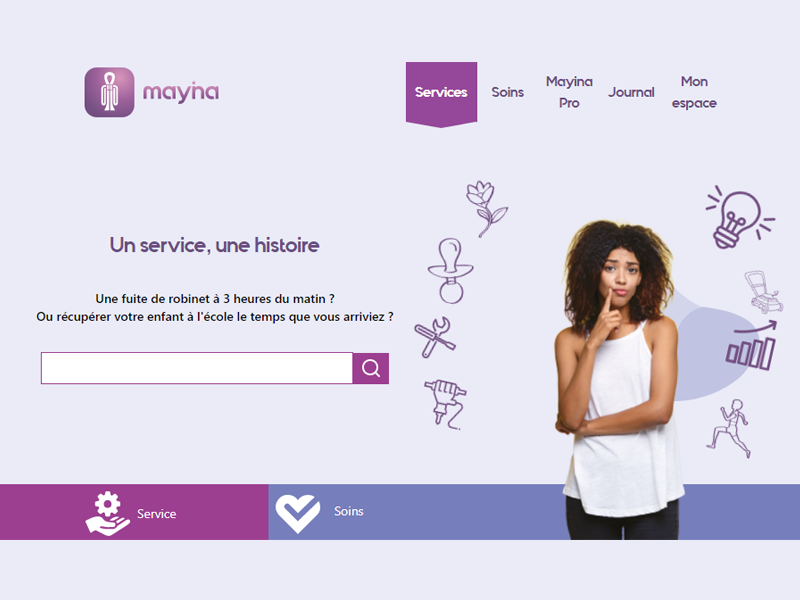 mayina
Services
Soins
Mayina
Pro
Journal
Mon
espace
Un service, une histoire
Une fuite de robinet à 3 heures du matin ?
Ou récupérer votre enfant à l'école le temps que vous arriviez ?
Service
Soins